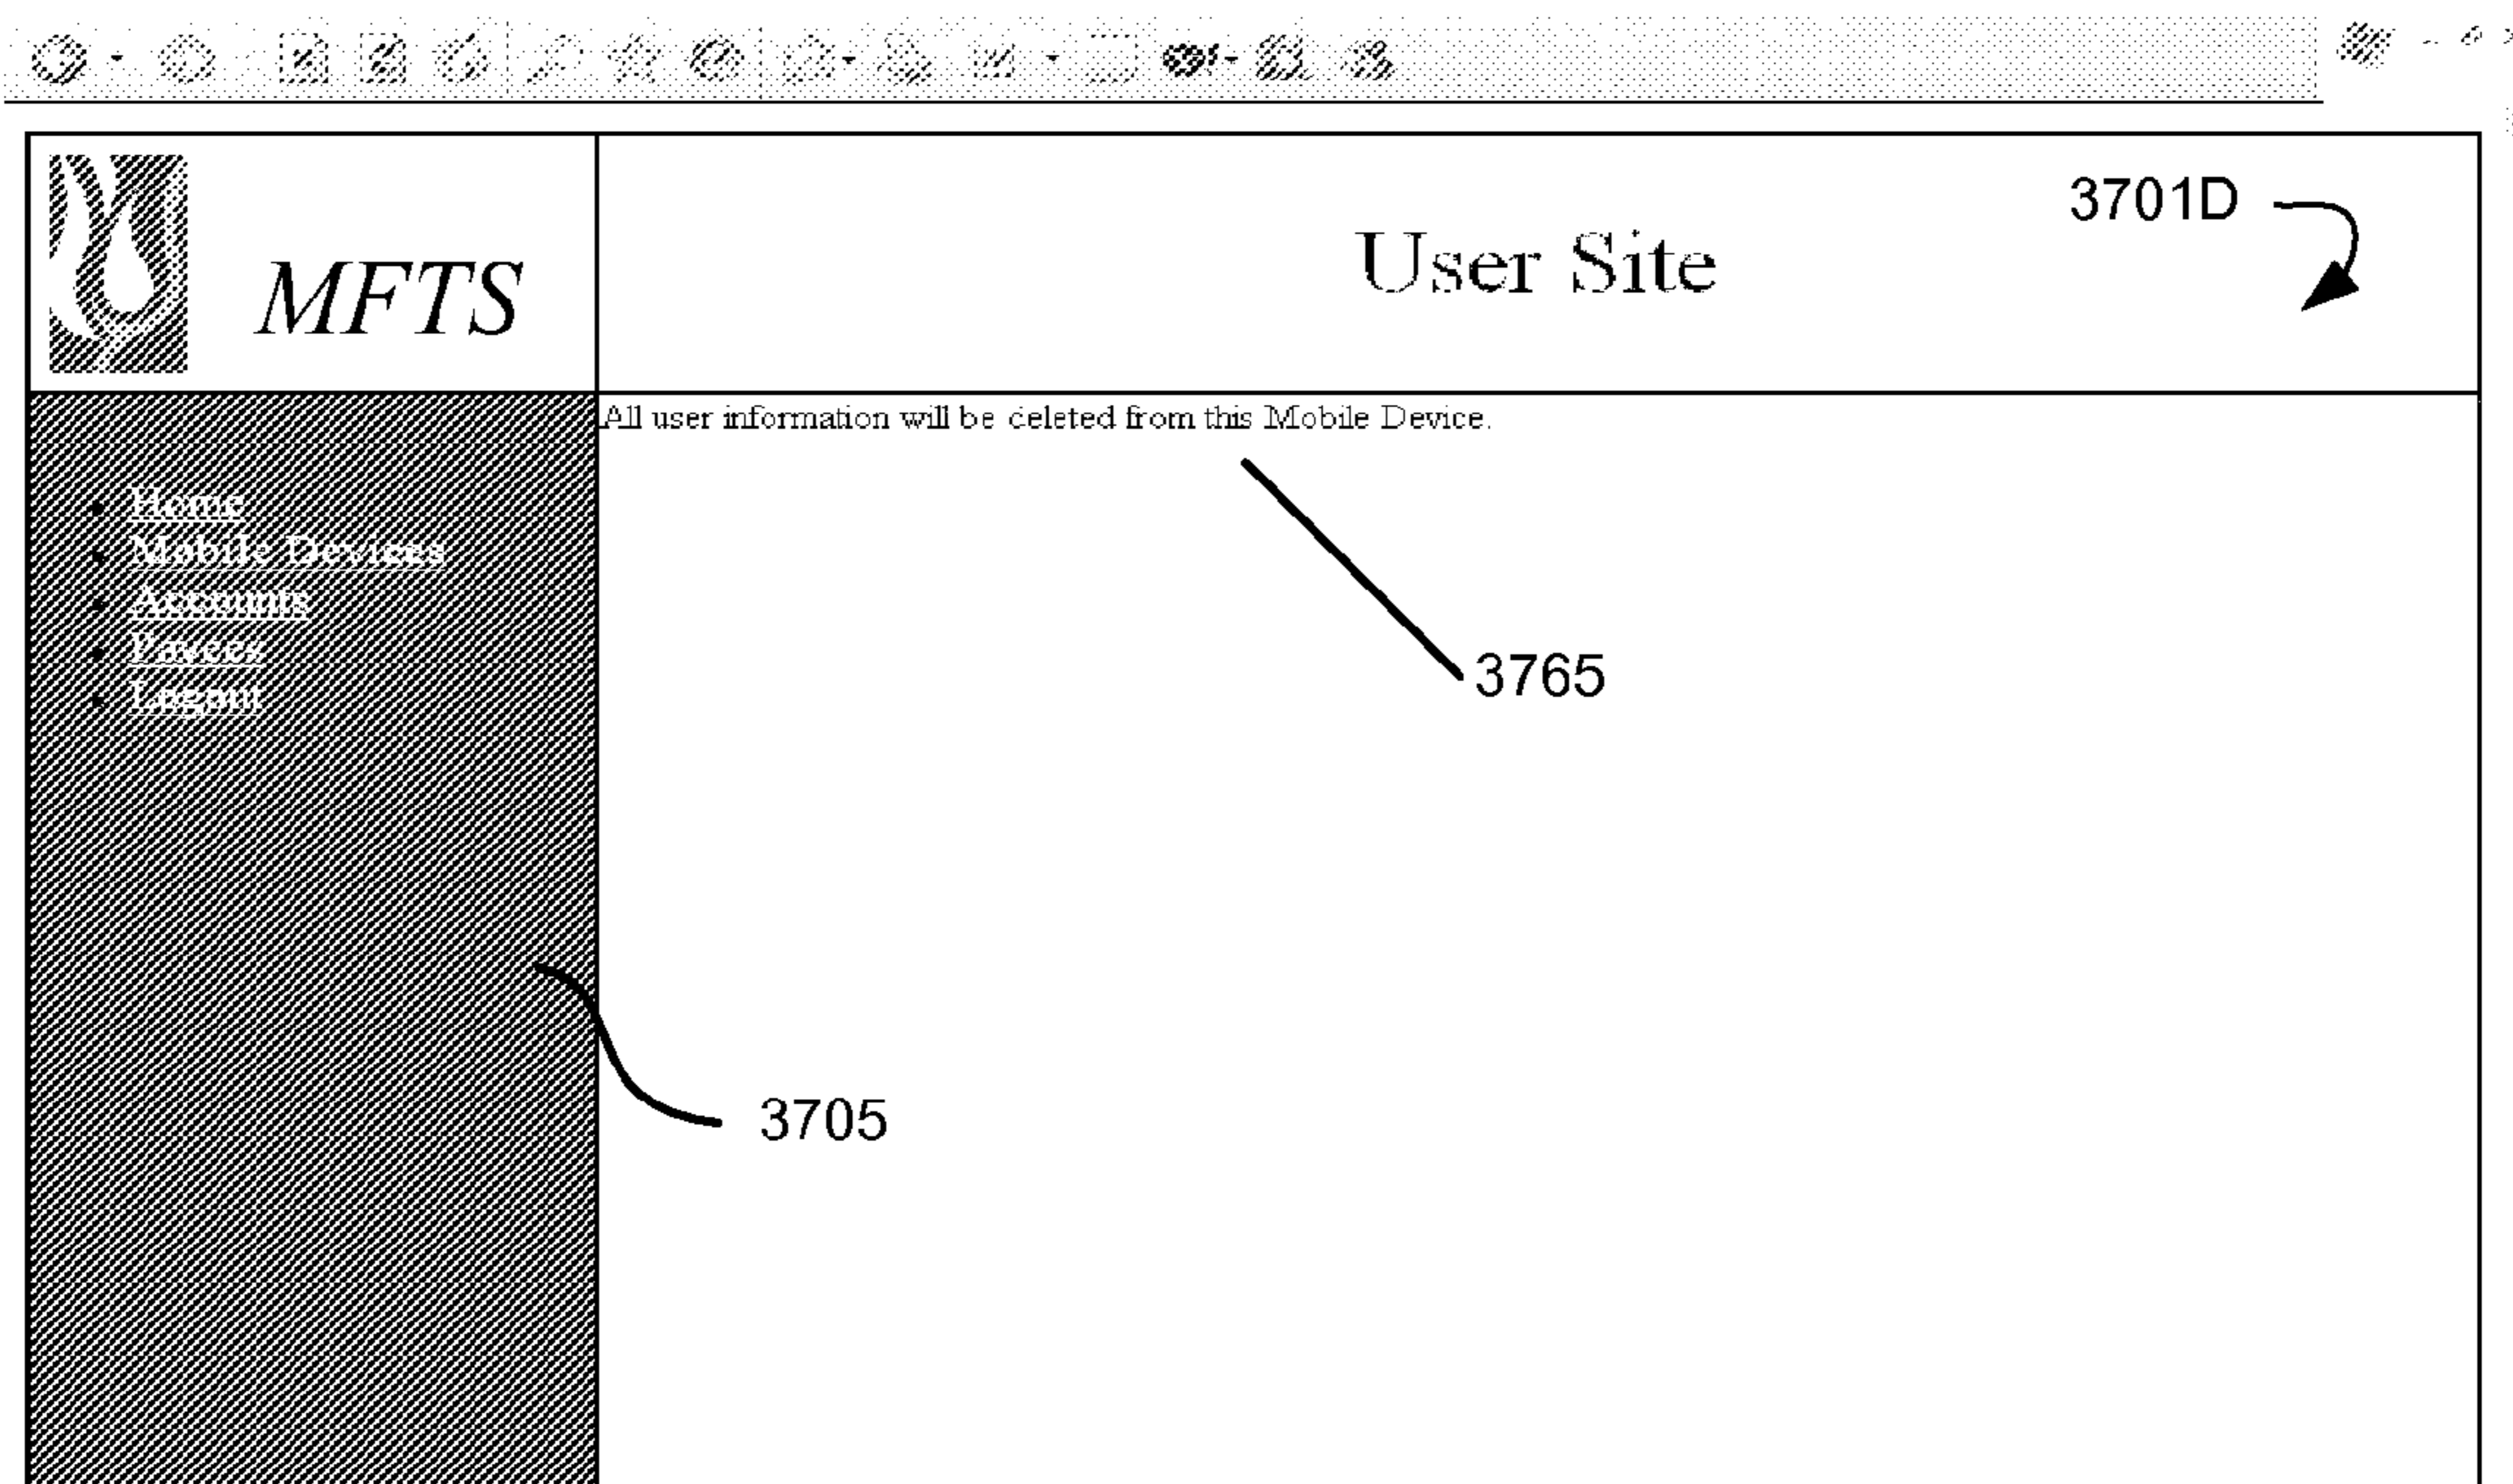 3701D
User Site
MFTS
All user information will be deleted from this Mobile Device.
Home
Mobile Devices
Accounts
Payees
Logout
3765
3705